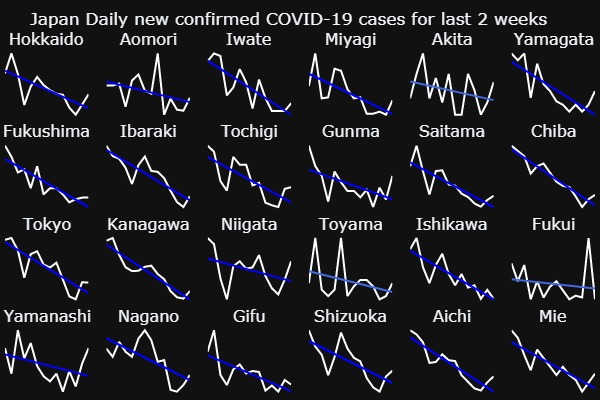 Japan Daily new confirmed COVID-19 cases for last 2 weeks
Hokkaido Aomori Iwate Miyagi Akita Yamagata
Fukushima Ibaraki Tochigi Gunma Saitama Chiba
Tokyo Kanagawa Niigata Toyama Ishikawa Fukui
Yamanashi Nagano Gifu Shizuoka Aichi Mie